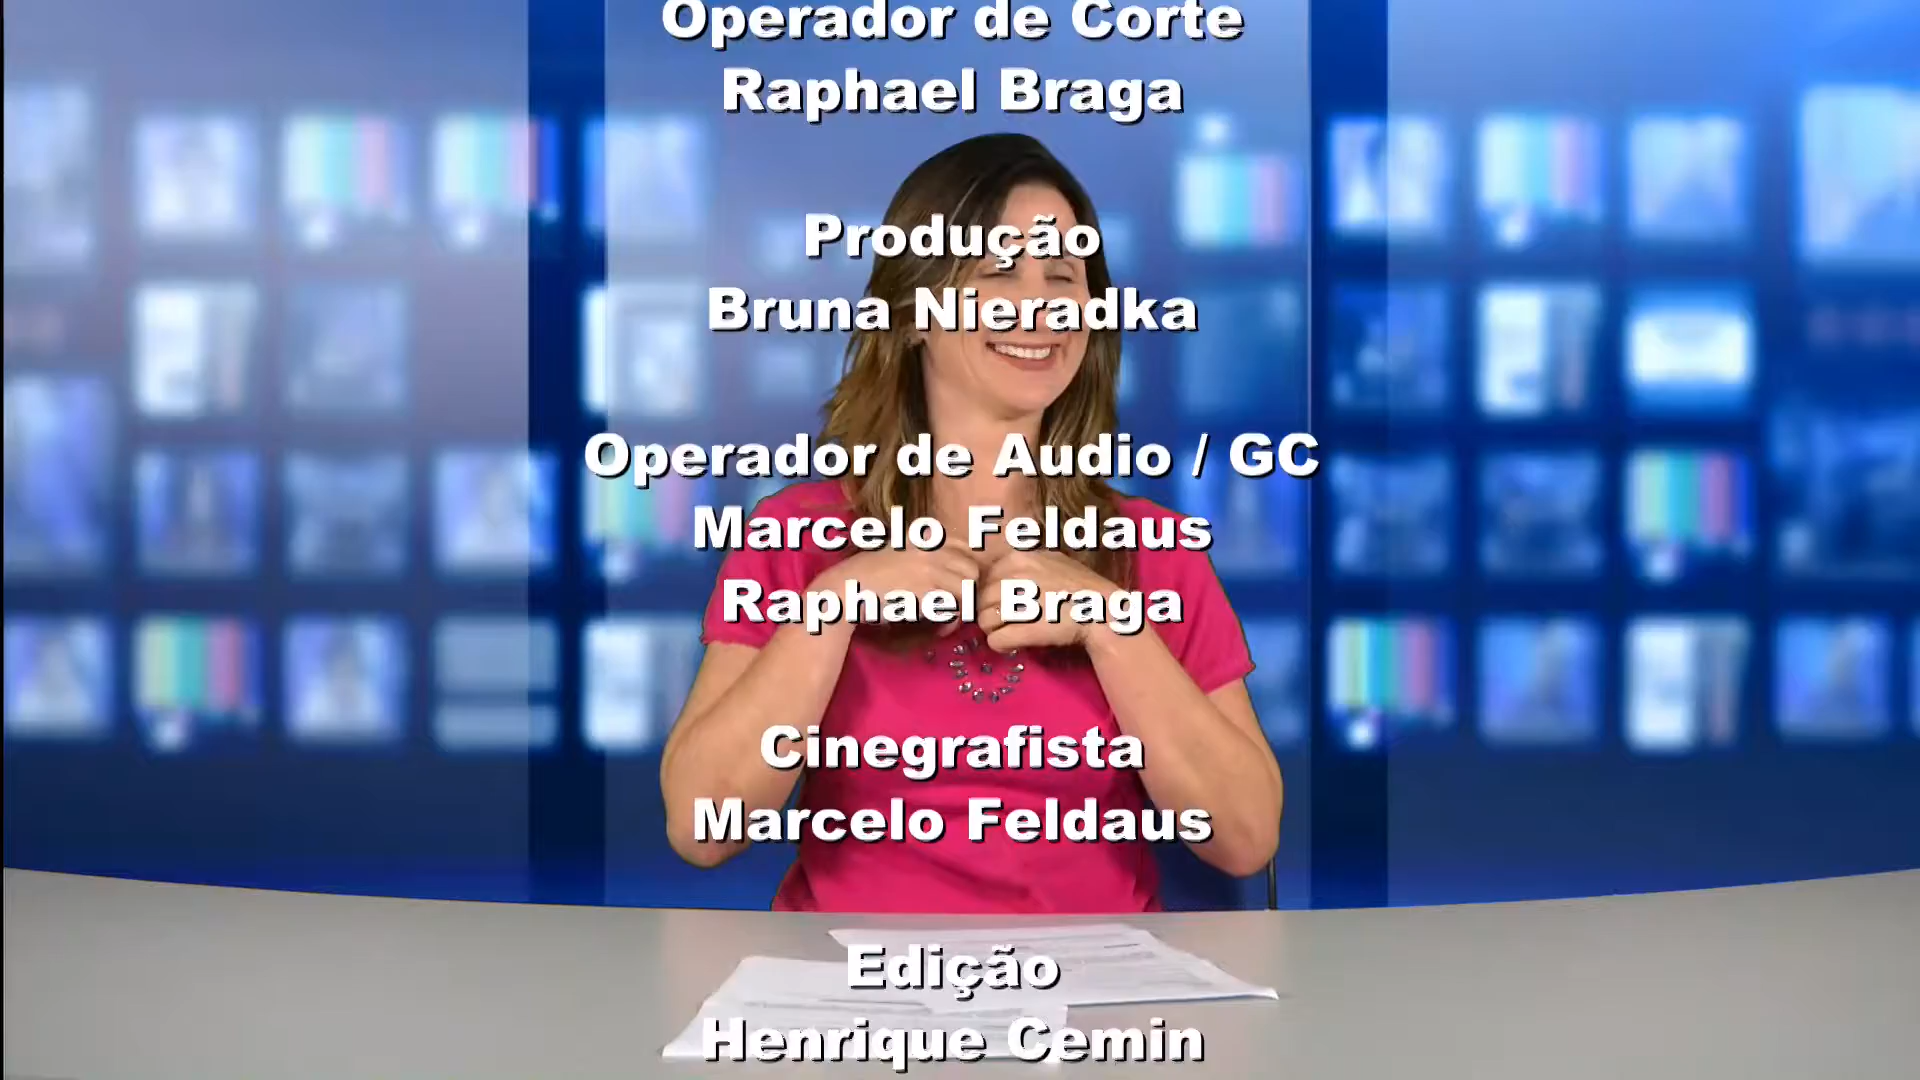 Operador de Corte
Raphael Braga
Produção
Bruna Nieradka
Operador de Audio / GC
Marcelo Feldaus
Raphael Braga
Cinegrafista
Marcelo Feldaus
Edição
Henrique Cemin